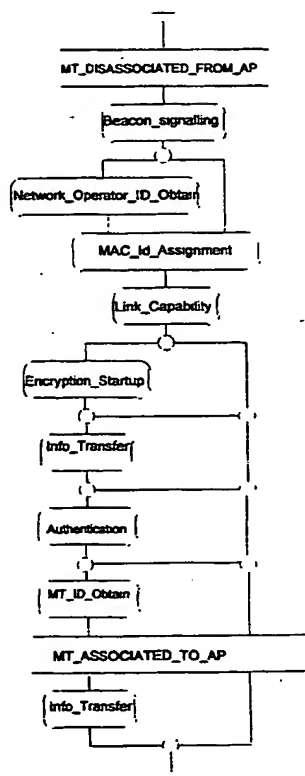 MT_DISASSOCIATED_FROM_AP
Beacon_signalling
Network_Operator_ID_Obtain
MAC_Id_Assignment
Link_Capability
Encryption_Startup
Info_Transfer
Authentication
MT_ID_Obtain
MT_ASSOCIATED_TO_AP
Info_Transfer